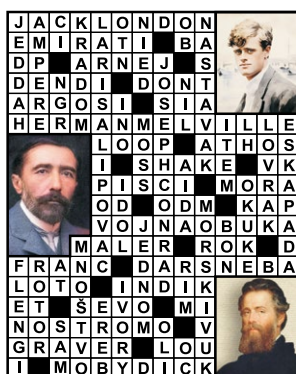 JACKLONDON
EMIRATI BA
DP ARNEJ S
DENDI DONT
ARGOSI SIA
HERMANMELVILLE
LOOP ATHOS
I SHAKE VK
PISCI MORA
OD ODM KAP
VOJNAOBUKA
MALER ROK D
FRANC DARSNEBA
LOTO INDIK
ET ŠEVO MI
NOSTROMO V
GRAVER LOU
I MOBYDICK